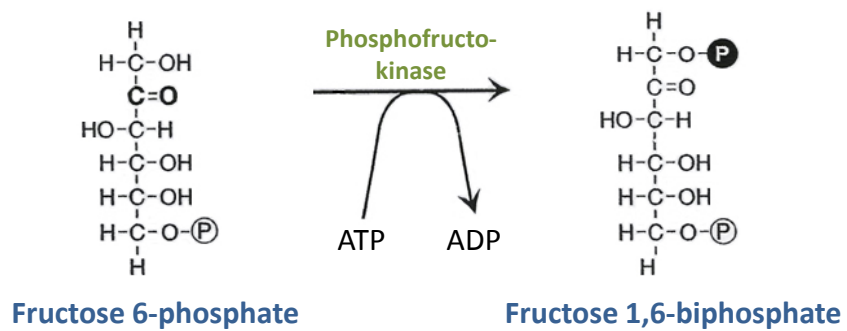 H
H-C-OH
C=O
HO-C-H
H-C-OH
H-C-OH
H-C-O-P
H
Fructose 6-phosphate
Phosphofructo-
kinase
ATP ADP
H
H-C-O-P
C=O
HO-C-H
H-C-OH
H-C-OH
H-C-O-P
H
Fructose 1,6-biphosphate